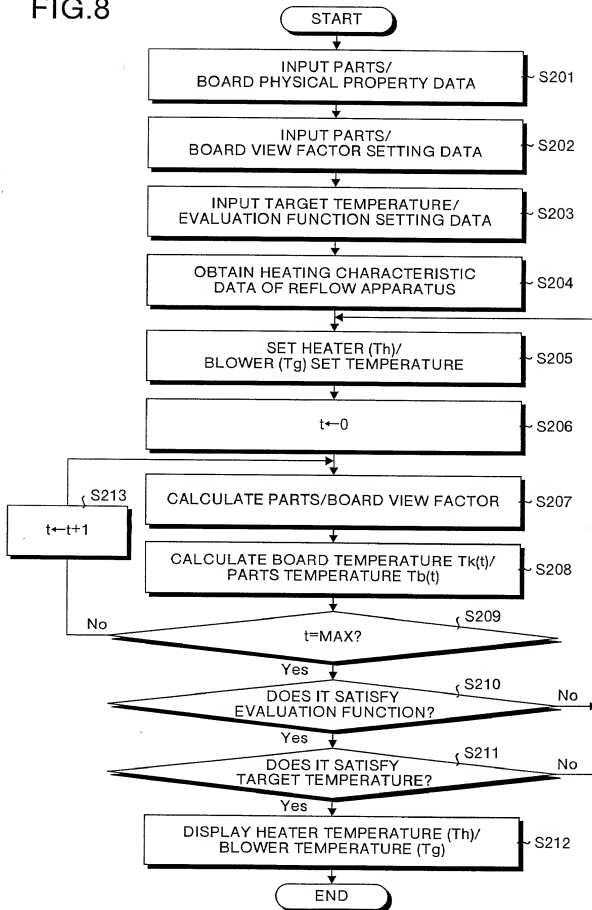 FIG.8
START
INPUT PARTS/
BOARD PHYSICAL PROPERTY DATA
S201
INPUT PARTS/
BOARD VIEW FACTOR SETTING DATA
S202
INPUT TARGET TEMPERATURE/
EVALUATION FUNCTION SETTING DATA
S203
OBTAIN HEATING CHARACTERISTIC
DATA OF REFLOW APPARATUS
S204
SET HEATER (Th)/
BLOWER (Tg) SET TEMPERATURE
S205
t←0
S206
S213
t←t+1
CALCULATE PARTS/BOARD VIEW FACTOR
S207
CALCULATE BOARD TEMPERATURE Tk(t)/
PARTS TEMPERATURE Tb(t)
S208
S209
No
t=MAX?
Yes
S210
DOES IT SATISFY
EVALUATION FUNCTION?
No
Yes
S211
DOES IT SATISFY
TARGET TEMPERATURE?
No
Yes
DISPLAY HEATER TEMPERATURE (Th)/
BLOWER TEMPERATURE (Tg)
S212
END